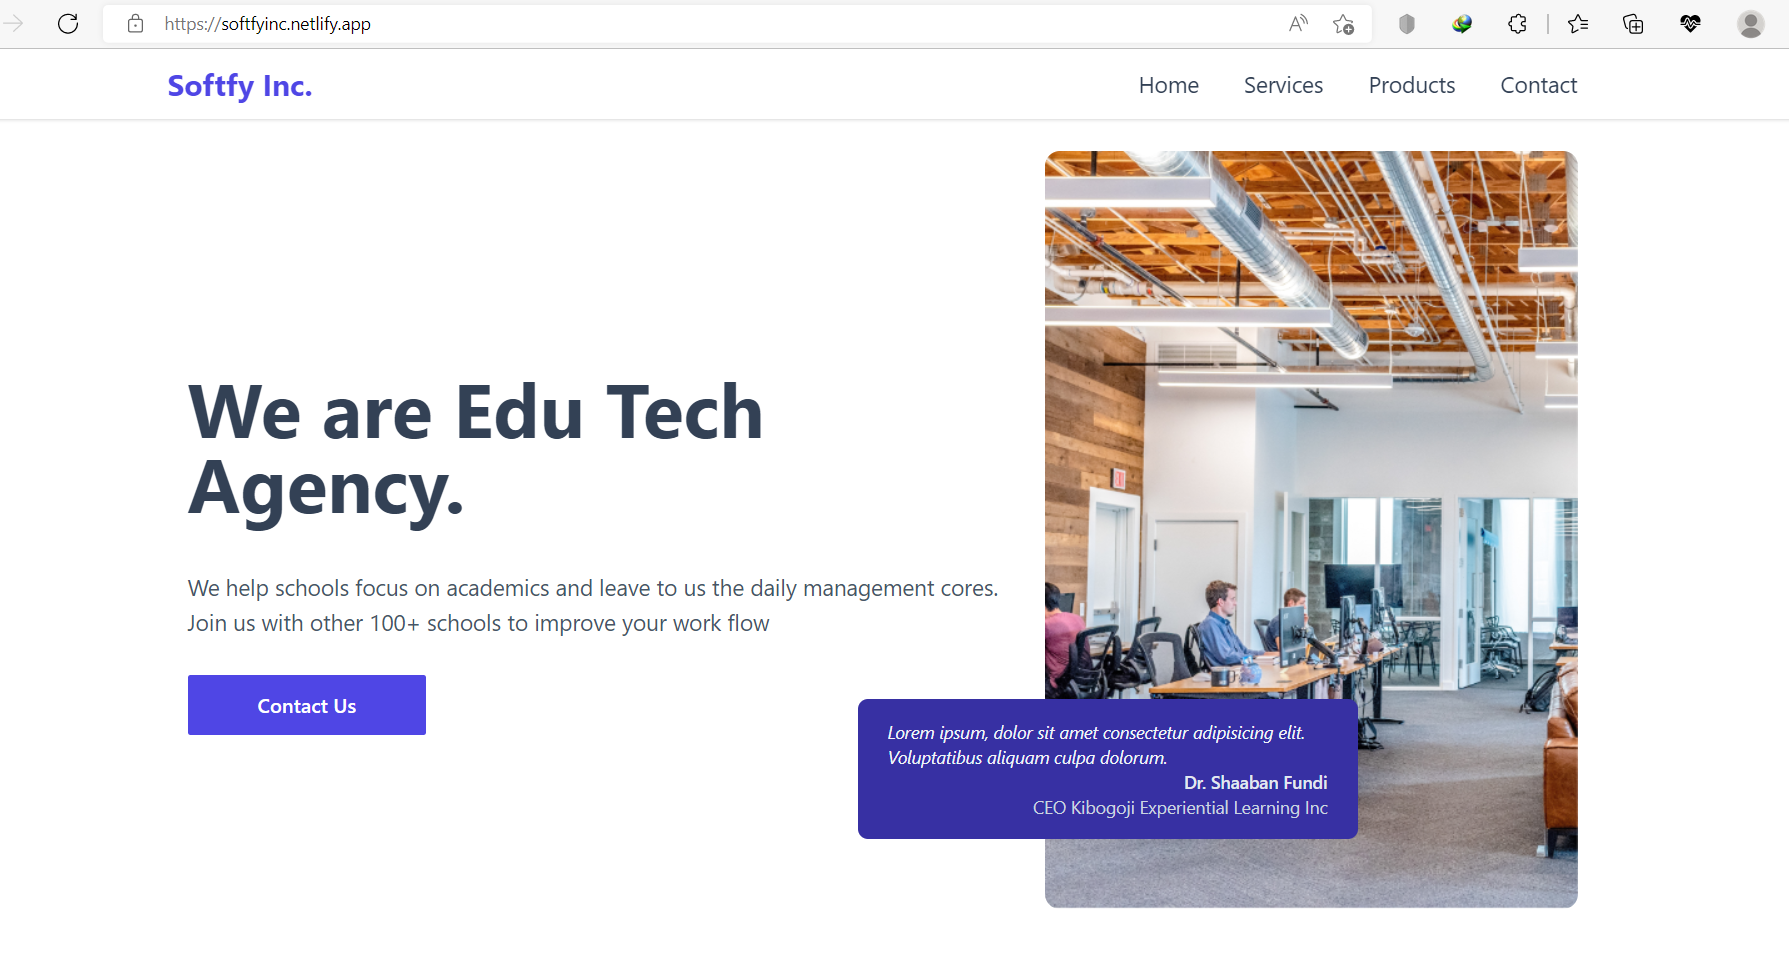 https://softfyinc.netlify.app
Softfy Inc.
Home Services Products Contact
We are Edu Tech
Agency.
We help schools focus on academics and leave to us the daily management cores.
Join us with other 100+ schools to improve your work flow
Contact Us
Lorem ipsum, dolor sit amet consectetur adipisicing elit.
Voluptatibus aliquam culpa dolorum.
Dr. Shaaban Fundi
CEO Kibogoji Experiential Learning Inc